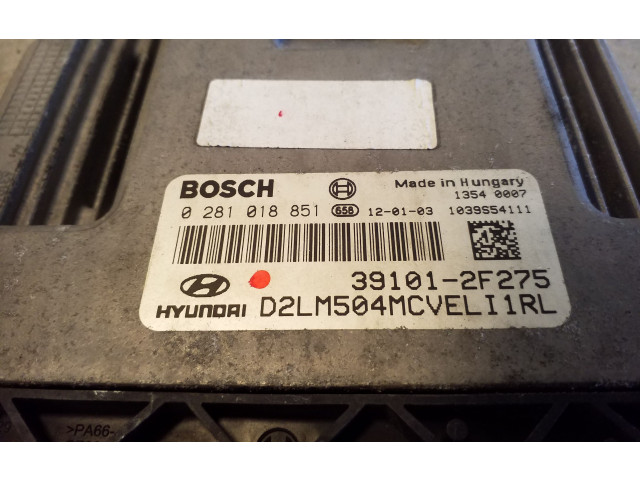 BOSCH
Made in Hungary
1354 0007
0 281 018 851 658 12-01-03 1039S54111
39101-2F275
HYUNDAI D2LM504MCVELI1RL
>PA66-